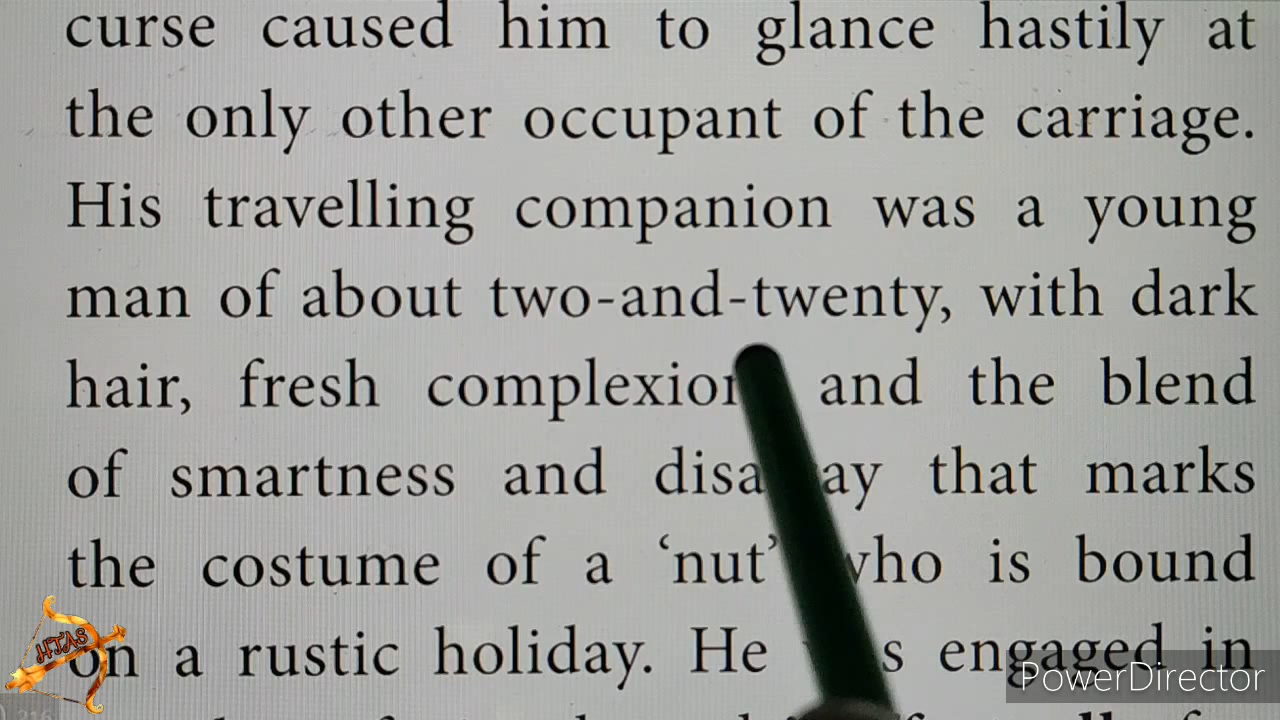 curse caused him to glance hastily at
the only other occupant of the carriage.
His travelling companion was a young
man of about two-and-twenty, with dark
hair, fresh complexion and the blend
of smartness and that marks
the costume of a ‘nut’ who is bound
on a rustic holiday. He engaged in
HTAS
PowerDirector